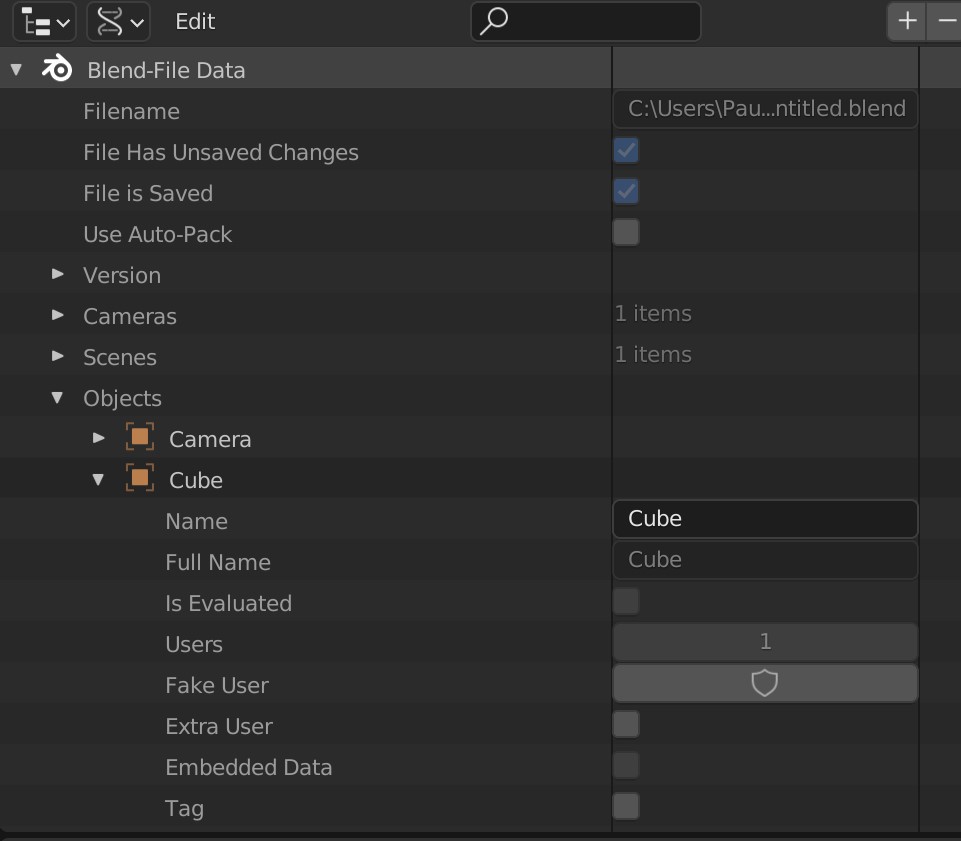 Edit
Blend-File Data
Filename C:\Users\Pau...ntitled.blend
File Has Unsaved Changes
File is Saved
Use Auto-Pack
Version
Cameras 1 items
Scenes 1 items
Objects
Camera
Cube
Name Cube
Full Name Cube
Is Evaluated
Users 1
Fake User
Extra User
Embedded Data
Tag